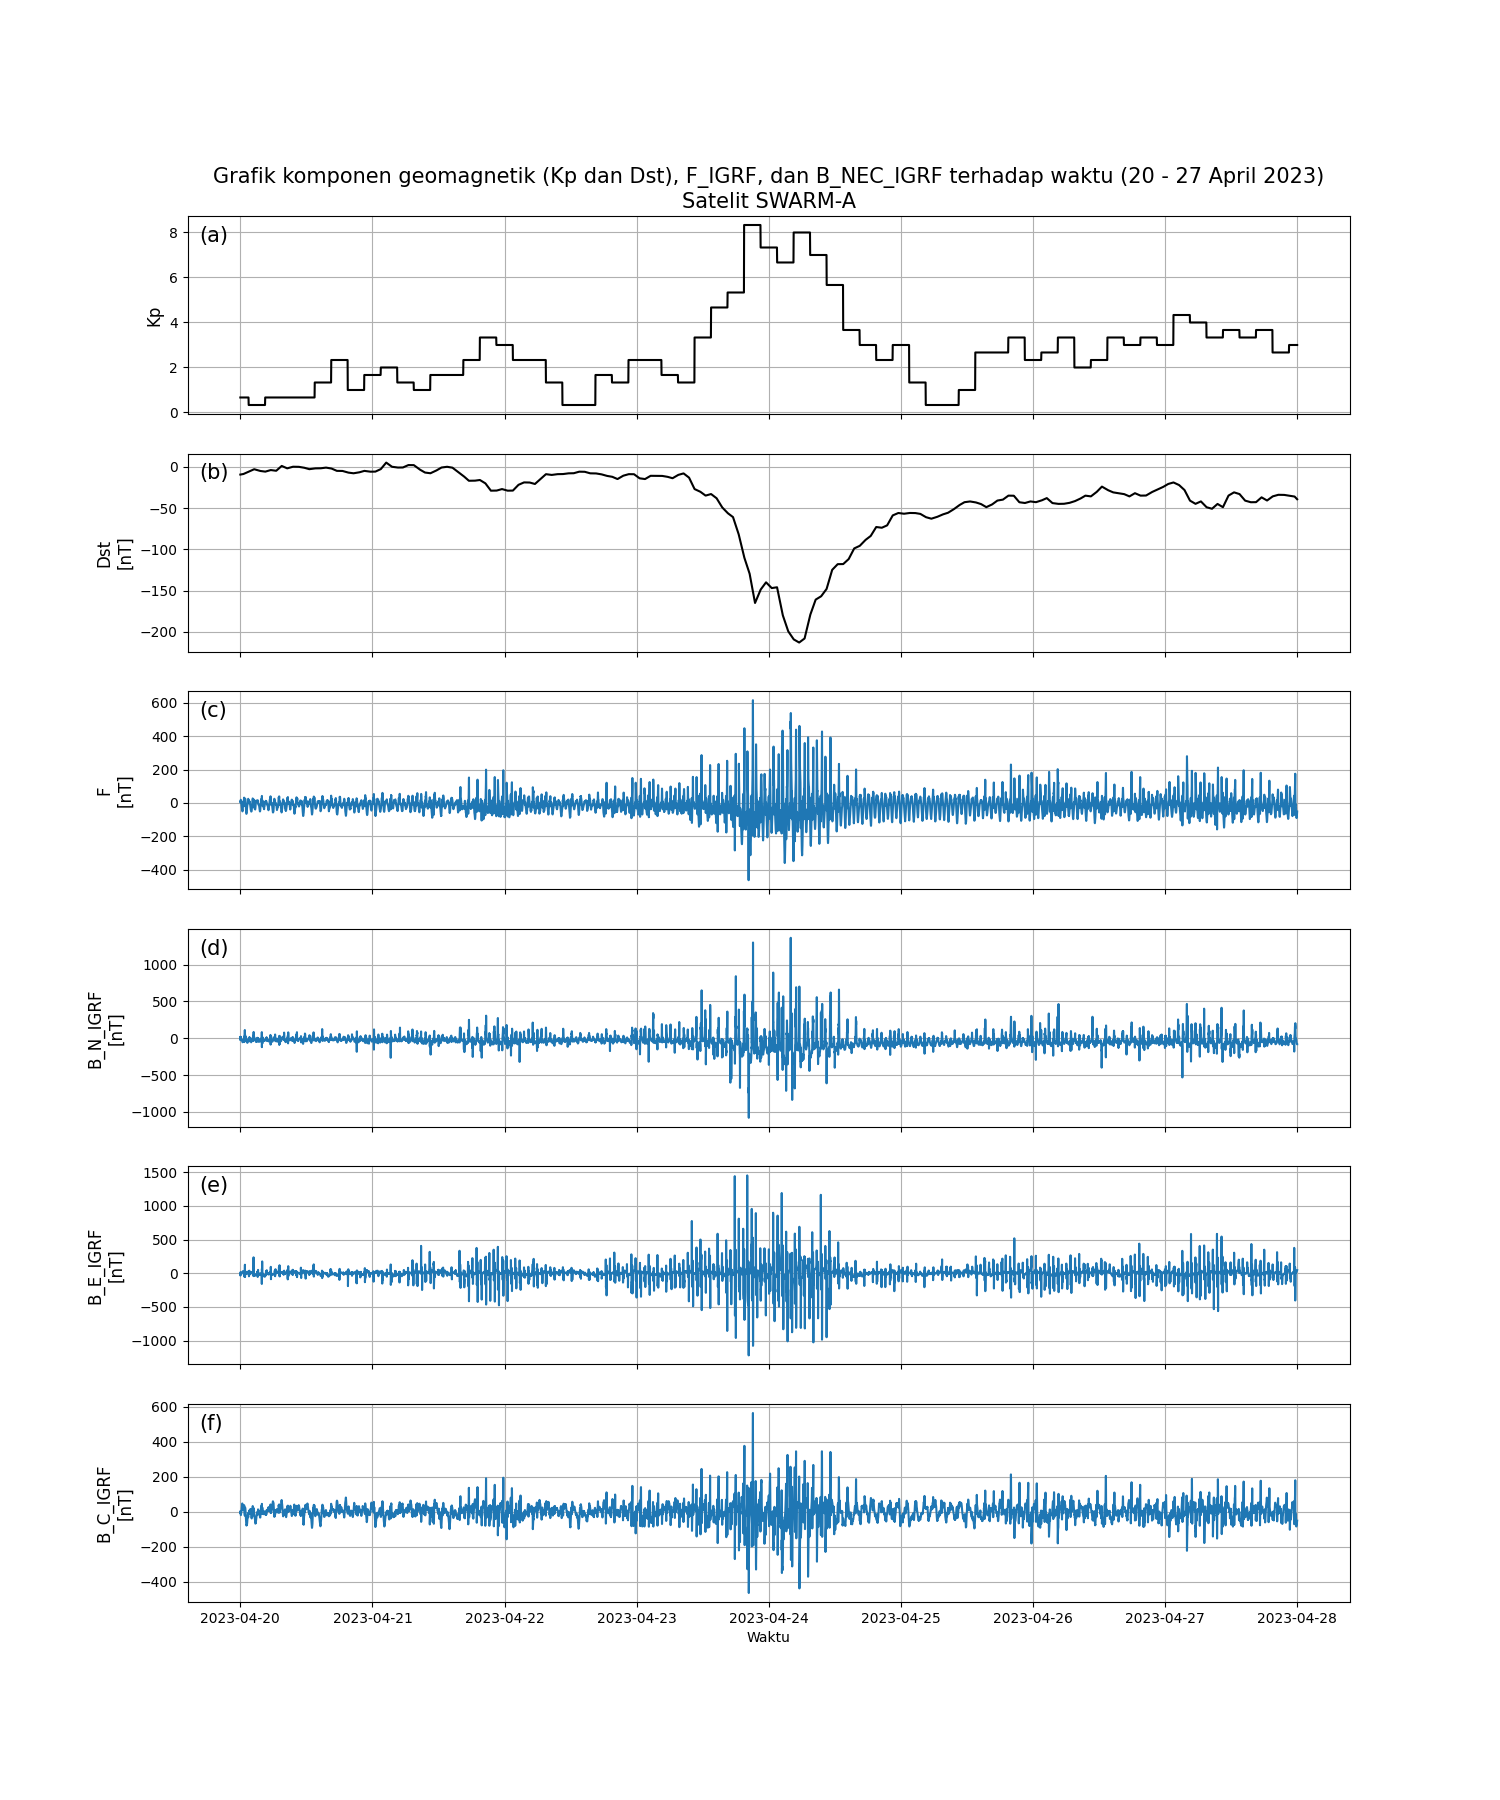 Grafik komponen geomagnetik (Kp dan Dst), F_IGRF, dan B_NEC_IGRF terhadap waktu (20 - 27 April 2023)
Satelit SWARM-A
(a)
Kp
8
6
4
2
0
(b)
Dst
[nT]
0
−50
−100
−150
−200
(c)
F
[nT]
600
400
200
0
−200
−400
(d)
B_N_IGRF
[nT]
1000
500
0
−500
−1000
(e)
B_E_IGRF
[nT]
1500
1000
500
0
−500
−1000
(f)
B_C_IGRF
[nT]
600
400
200
0
−200
−400
2023-04-20 2023-04-21 2023-04-22 2023-04-23 2023-04-24 2023-04-25 2023-04-26 2023-04-27 2023-04-28
Waktu